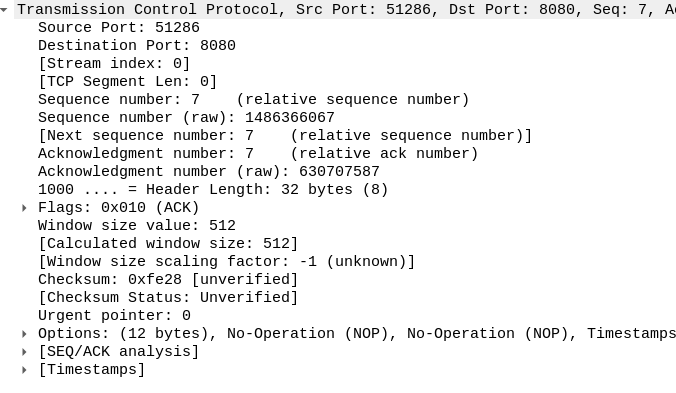 Transmission Control Protocol, Src Port: 51286, Dst Port: 8080, Seq: 7,
Source Port: 51286
Destination Port: 8080
[Stream index: 0]
[TCP Segment Len: 0]
Sequence number: 7    (relative sequence number)
Sequence number (raw): 1486366067
[Next sequence number: 7    (relative sequence number)]
Acknowledgment number: 7    (relative ack number)
Acknowledgment number (raw): 630707587
1000 .... = Header Length: 32 bytes (8)
Flags: 0x010 (ACK)
Window size value: 512
[Calculated window size: 512]
[Window size scaling factor: -1 (unknown)]
Checksum: 0xfe28 [unverified]
[Checksum Status: Unverified]
Urgent pointer: 0
Options: (12 bytes), No-Operation (NOP), No-Operation (NOP), Timestamps
[SEQ/ACK analysis]
[Timestamps]